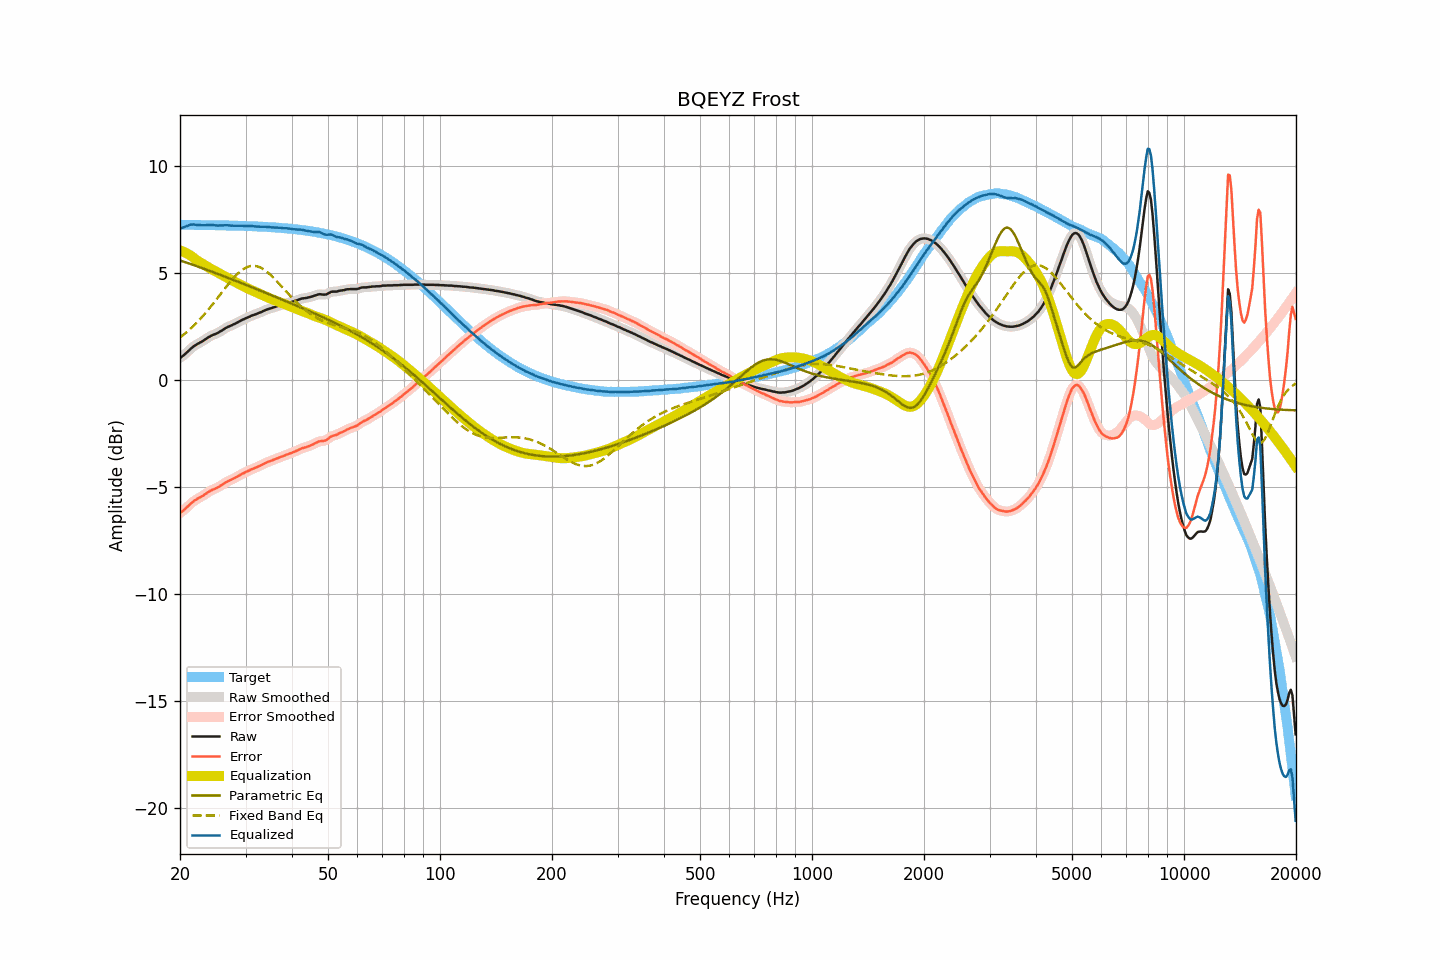 BQEYZ Frost
10
5
0
−5
−10
−15
−20
Amplitude (dBr)
Target
Raw Smoothed
Error Smoothed
Raw
Error
Equalization
Parametric Eq
Fixed Band Eq
Equalized
20 50 100 200 500 1000 2000 5000 10000 20000
Frequency (Hz)